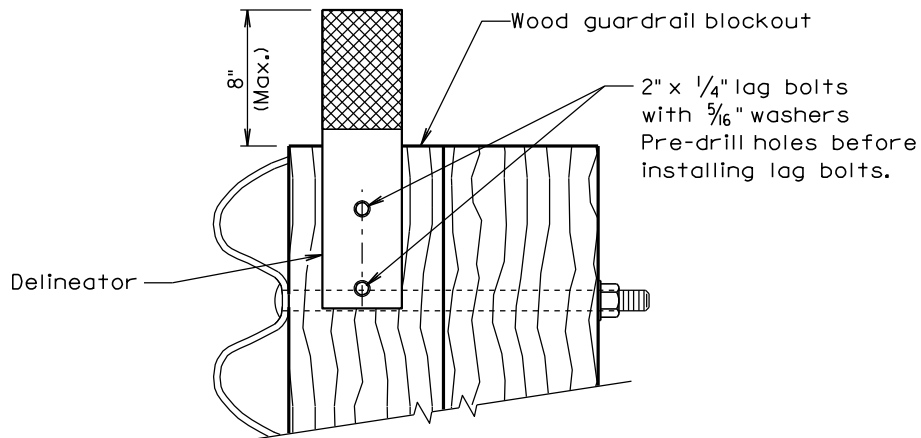 Wood guardrail blockout
8"
(Max.)
2" x 1/4" lag bolts
with 5/16" washers
Pre-drill holes before
installing lag bolts.
Delineator